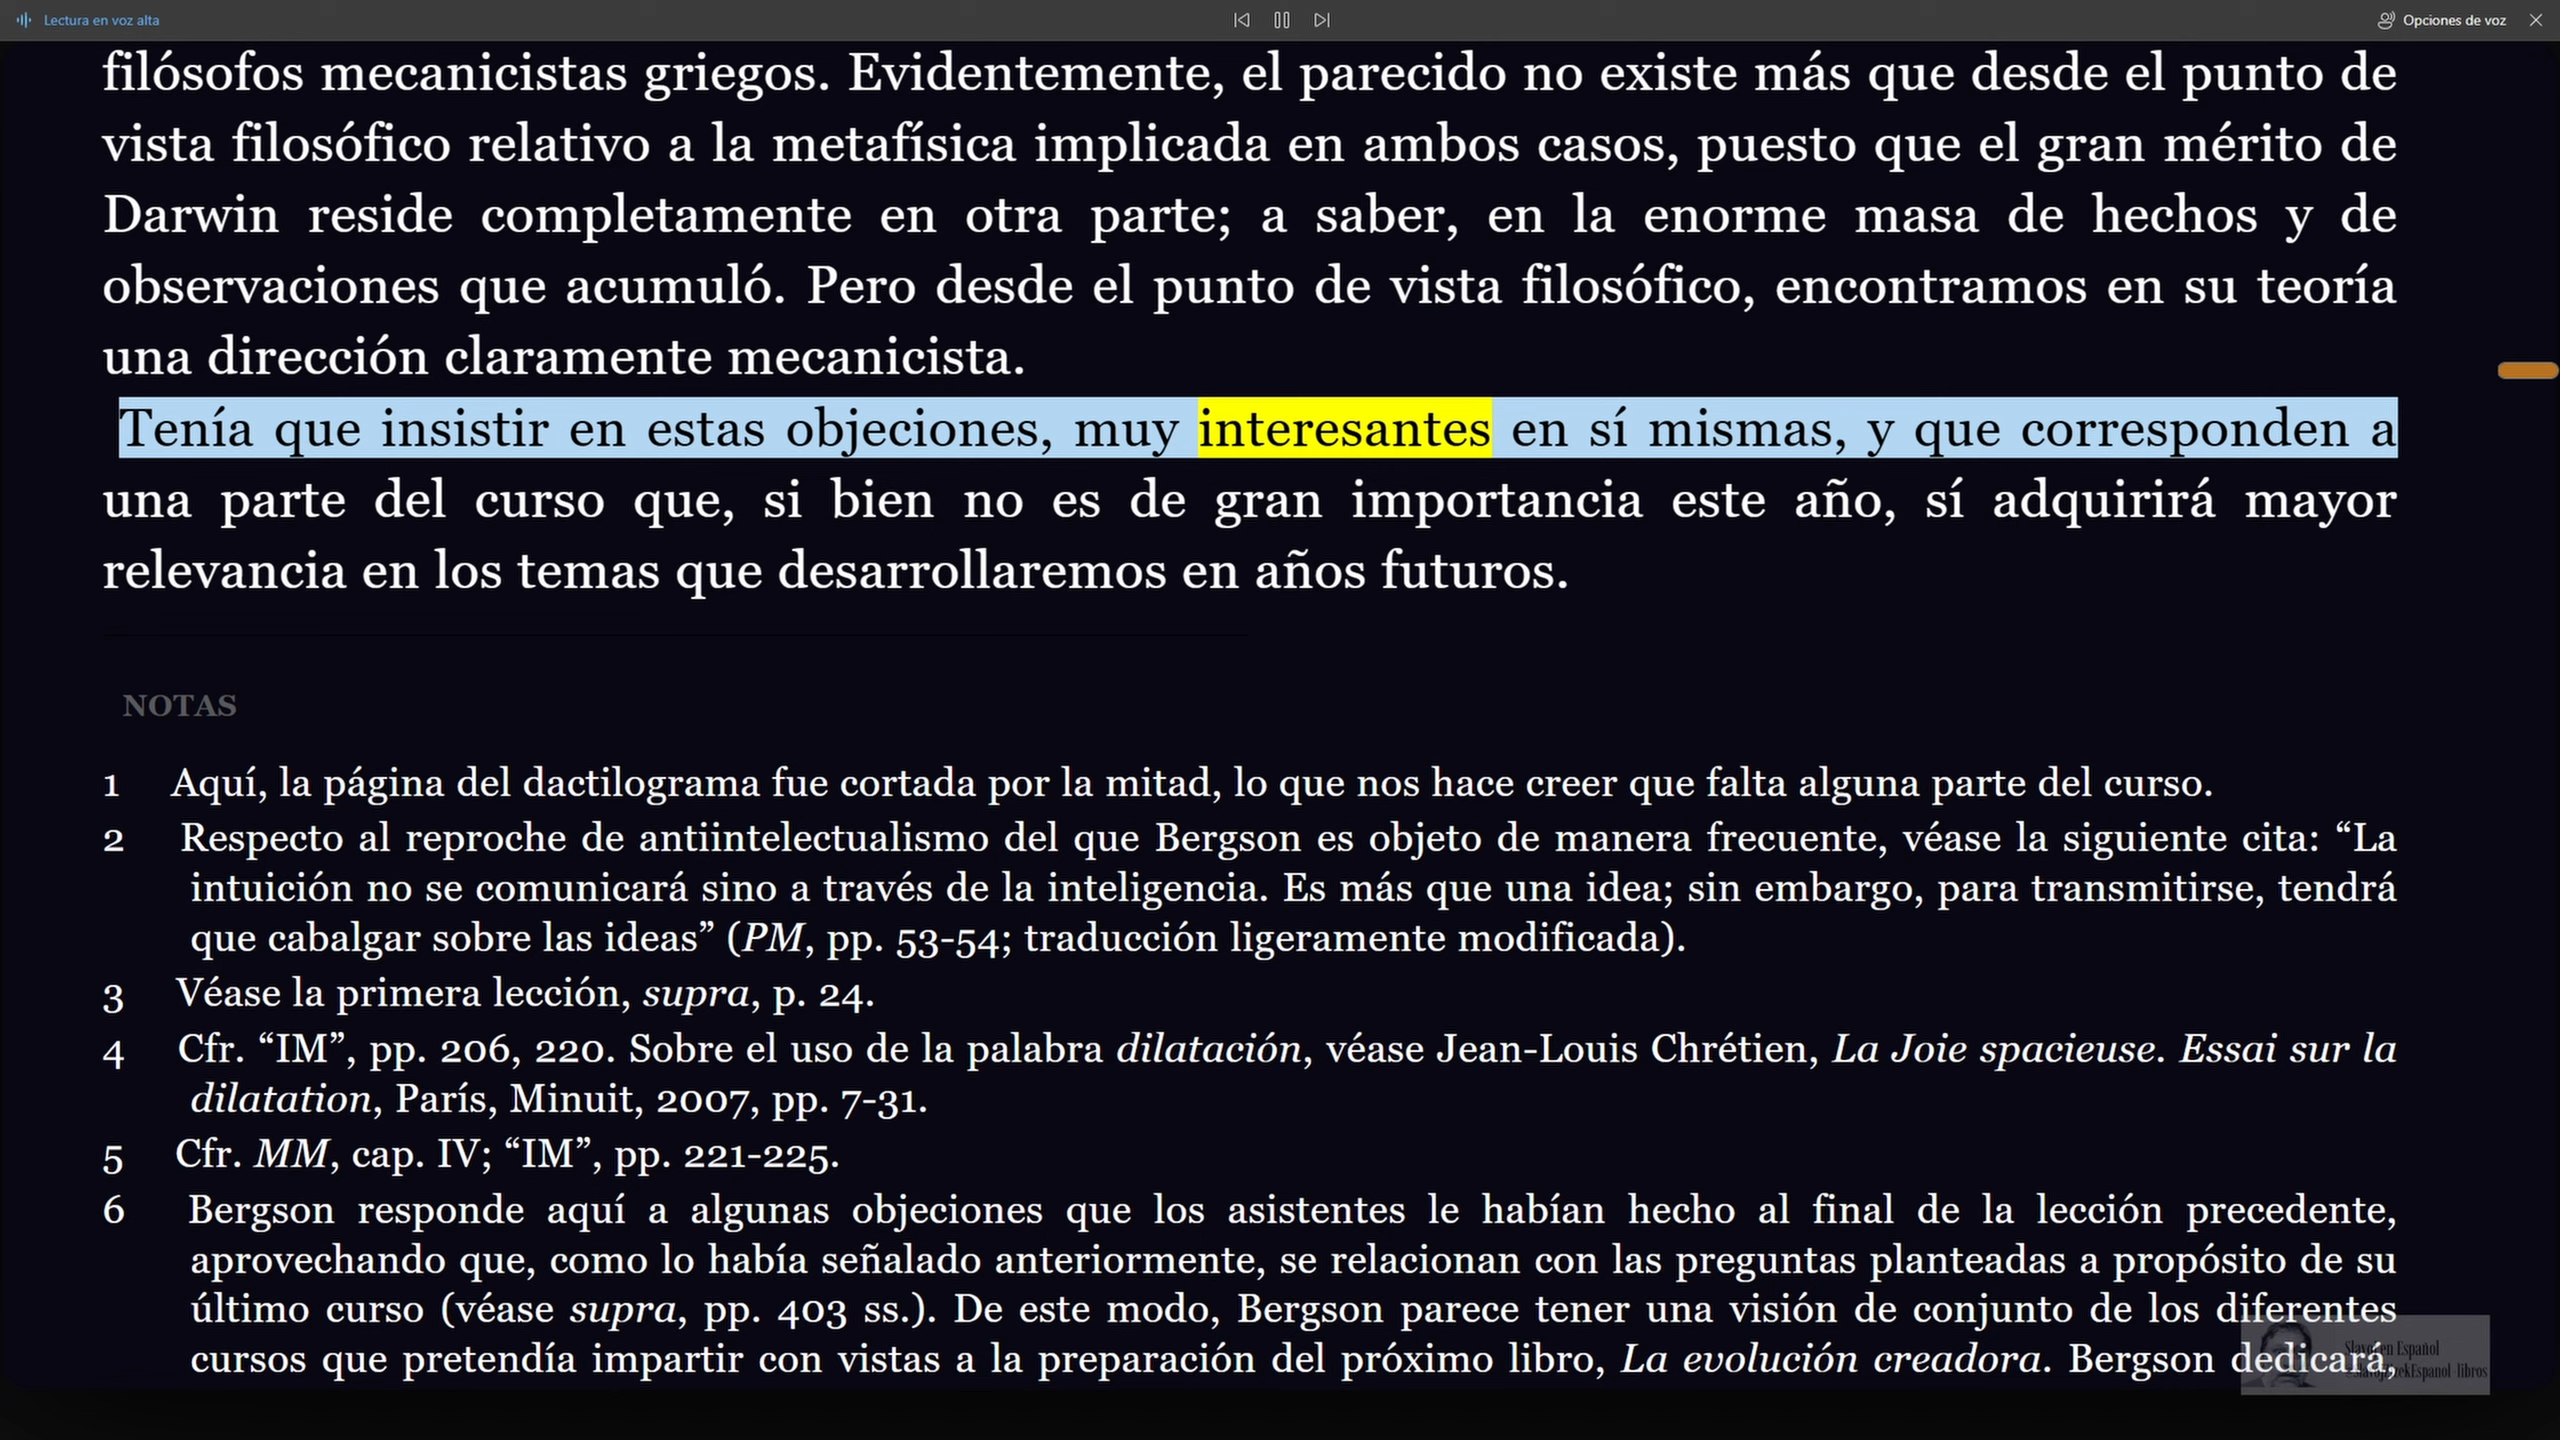 Lectura en voz alta
Opciones de voz
filósofos mecanicistas griegos. Evidentemente, el parecido no existe más que desde el punto de
vista filosófico relativo a la metafísica implicada en ambos casos, puesto que el gran mérito de
Darwin reside completamente en otra parte; a saber, en la enorme masa de hechos y de
observaciones que acumuló. Pero desde el punto de vista filosófico, encontramos en su teoría
una dirección claramente mecanicista.
Tenía que insistir en estas objeciones, muy interesantes en sí mismas, y que corresponden a
una parte del curso que, si bien no es de gran importancia este año, sí adquirirá mayor
relevancia en los temas que desarrollaremos en años futuros.
NOTAS
1 Aquí, la página del dactilograma fue cortada por la mitad, lo que nos hace creer que falta alguna parte del curso.
2 Respecto al reproche de antiintelectualismo del que Bergson es objeto de manera frecuente, véase la siguiente cita: “La
intuición no se comunicará sino a través de la inteligencia. Es más que una idea; sin embargo, para transmitirse, tendrá
que cabalgar sobre las ideas” (PM, pp. 53-54; traducción ligeramente modificada).
3 Véase la primera lección, supra, p. 24.
4 Cfr. “IM”, pp. 206, 220. Sobre el uso de la palabra dilatación, véase Jean-Louis Chrétien, La Joie spacieuse. Essai sur la
dilatation, París, Minuit, 2007, pp. 7-31.
5 Cfr. MM, cap. IV; “IM”, pp. 221-225.
6 Bergson responde aquí a algunas objeciones que los asistentes le habían hecho al final de la lección precedente,
aprovechando que, como lo había señalado anteriormente, se relacionan con las preguntas planteadas a propósito de su
último curso (véase supra, pp. 403 ss.). De este modo, Bergson parece tener una visión de conjunto de los diferentes
cursos que pretendía impartir con vistas a la preparación del próximo libro, La evolución creadora. Bergson dedicará,
en Español